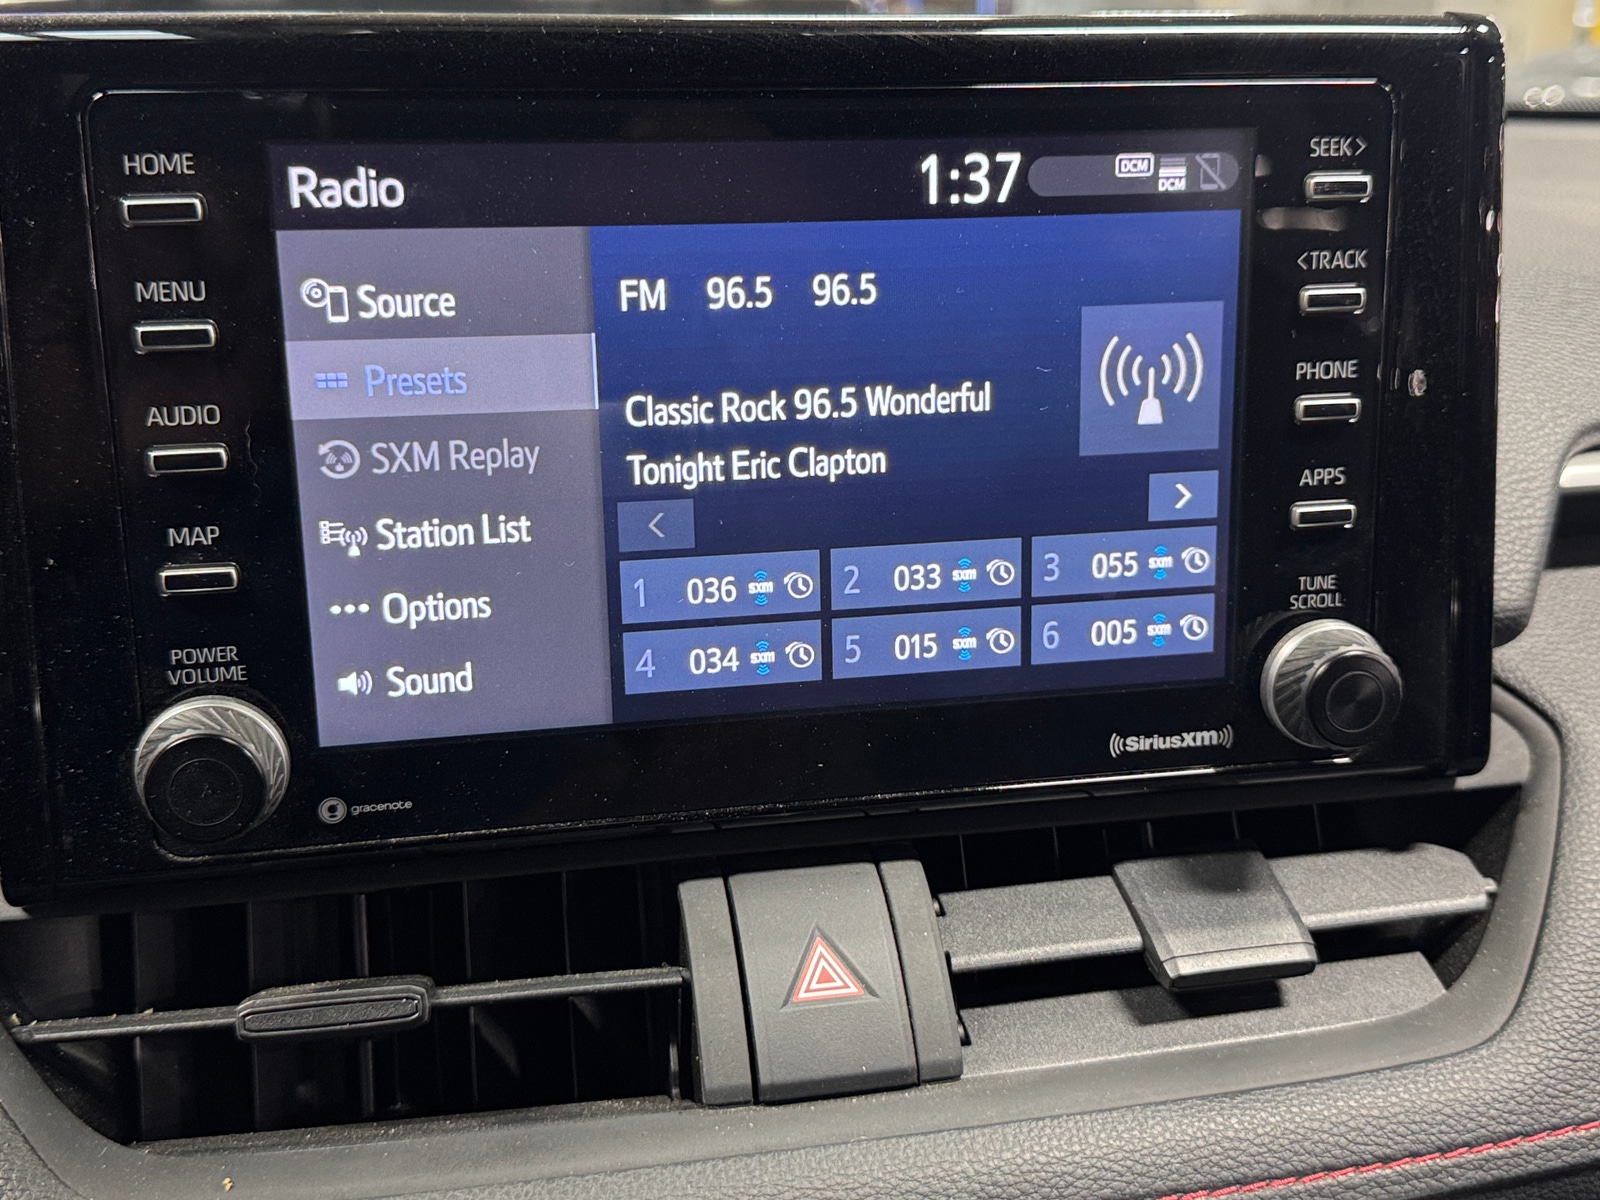 HOME
MENU
AUDIO
MAP
POWER
VOLUME
Radio
1:37
DCM
DCM
Source
Presets
SXM Replay
Station List
Options
Sound
FM 96.5 96.5
Classic Rock 96.5 Wonderful
Tonight Eric Clapton
<
>
1 036 sxm
2 033 sxm
3 055 sxm
4 034 sxm
5 015 sxm
6 005 sxm
SEEK>
<TRACK
PHONE
APPS
TUNE
SCROLL
gracenote
((SiriusXM))